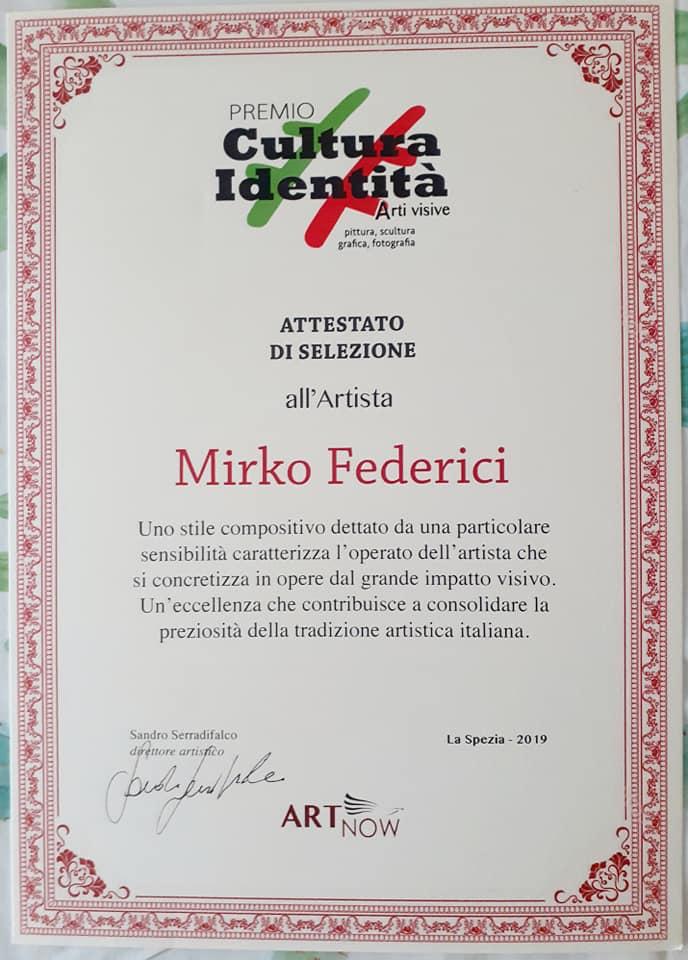 PREMIO
Cultura
Identità
Arti visive
pittura, scultura
grafica, fotografia
ATTESTATO
DI SELEZIONE
all'Artista
Mirko Federici
Uno stile compositivo dettato da una particolare
sensibilità caratterizza l'operato dell'artista che
si concretizza in opere dal grande impatto visivo.
Un'eccellenza che contribuisce a consolidare la
preziosità della tradizione artistica italiana.
Sandro Serradifalco
direttore artistico
La Spezia - 2019
ART NOW